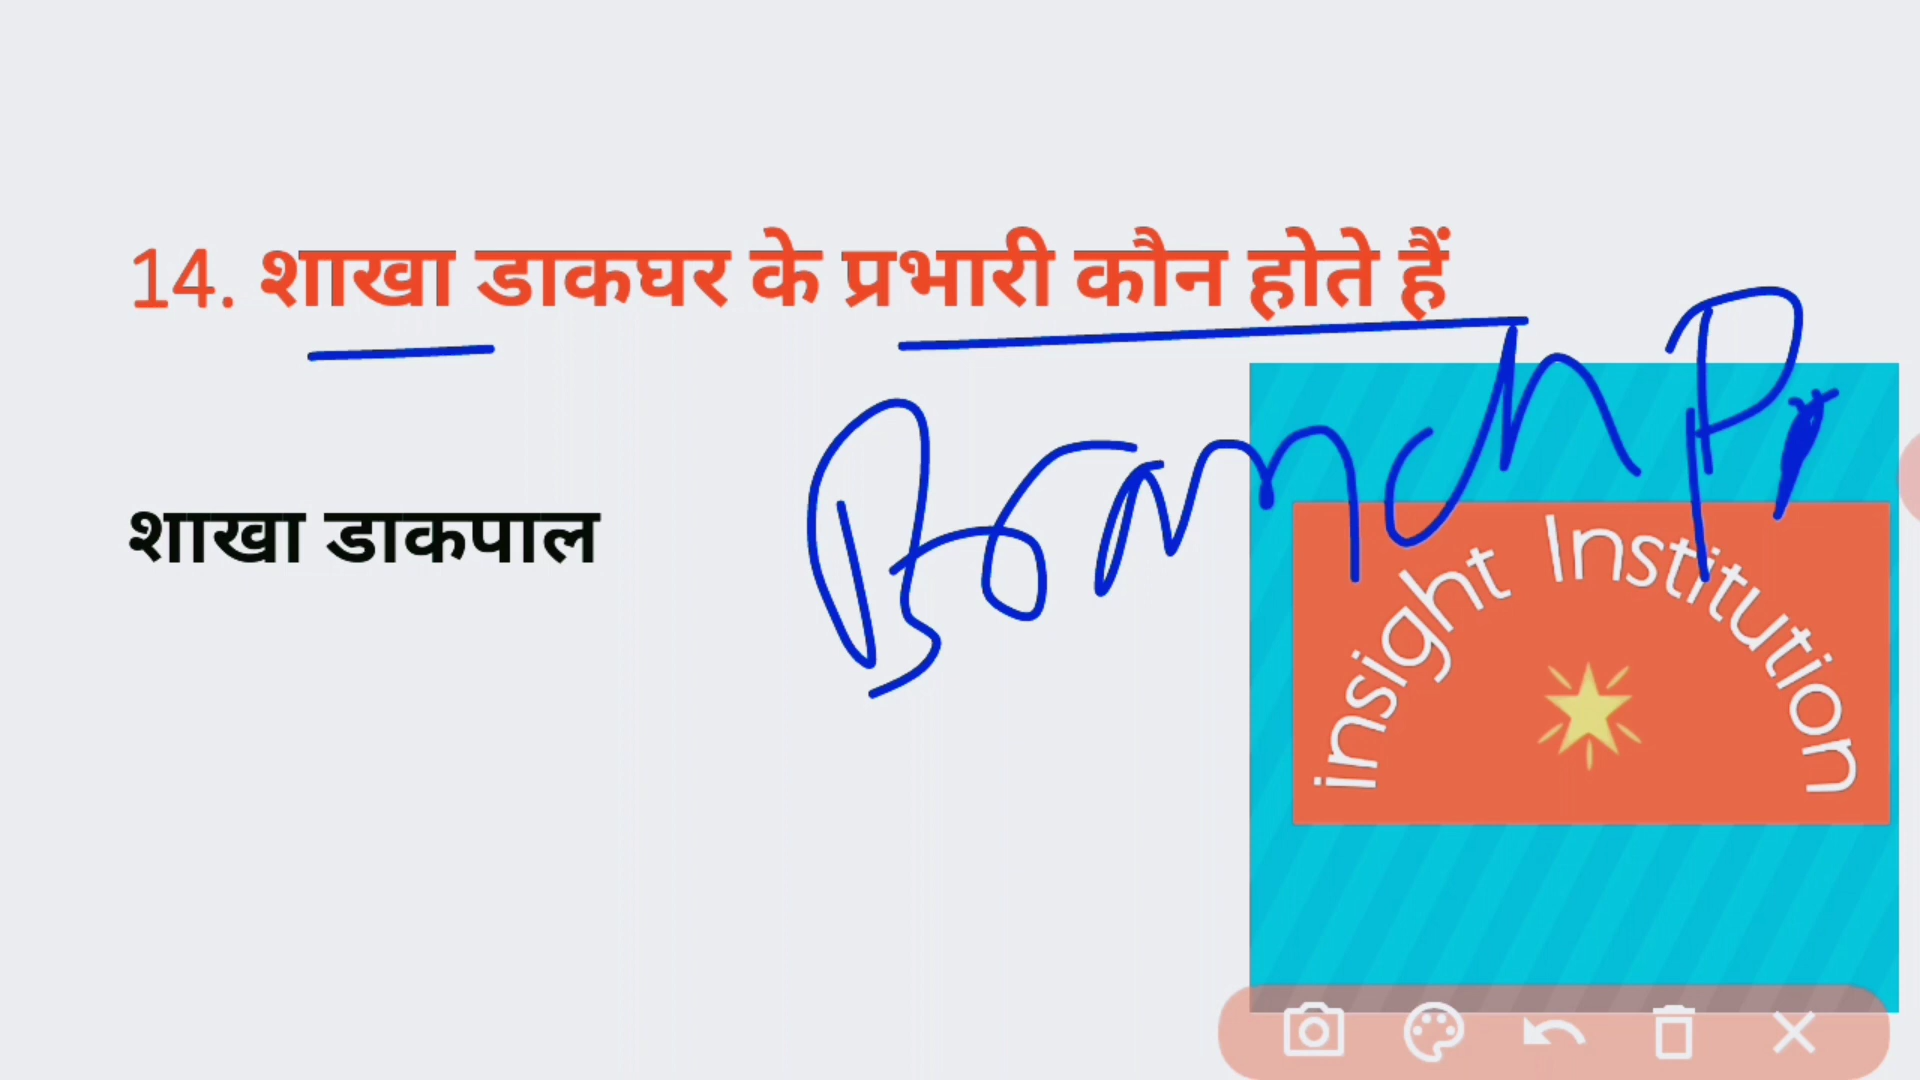 14. शाखा डाकघर के प्रभारी कौन होते हैं
Branch P
शाखा डाकपाल
insight Institution